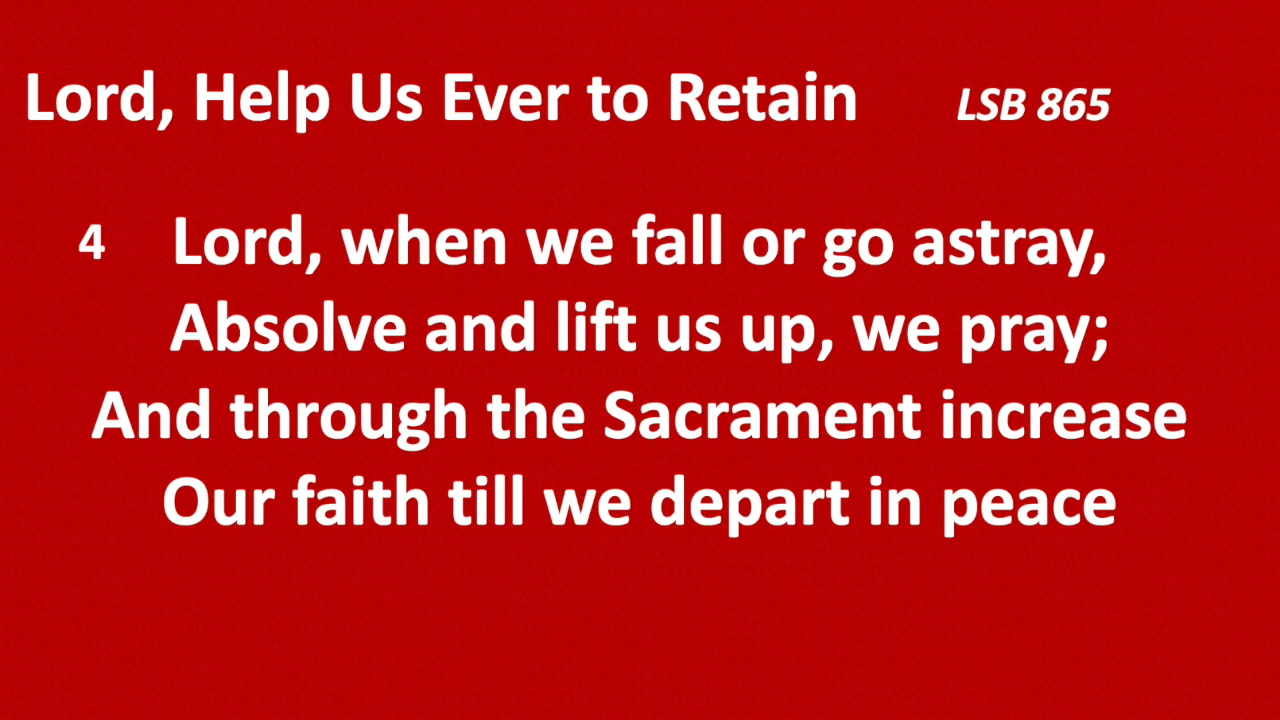 Lord, Help Us Ever to Retain LSB 865
4 Lord, when we fall or go astray,
Absolve and lift us up, we pray;
And through the Sacrament increase
Our faith till we depart in peace